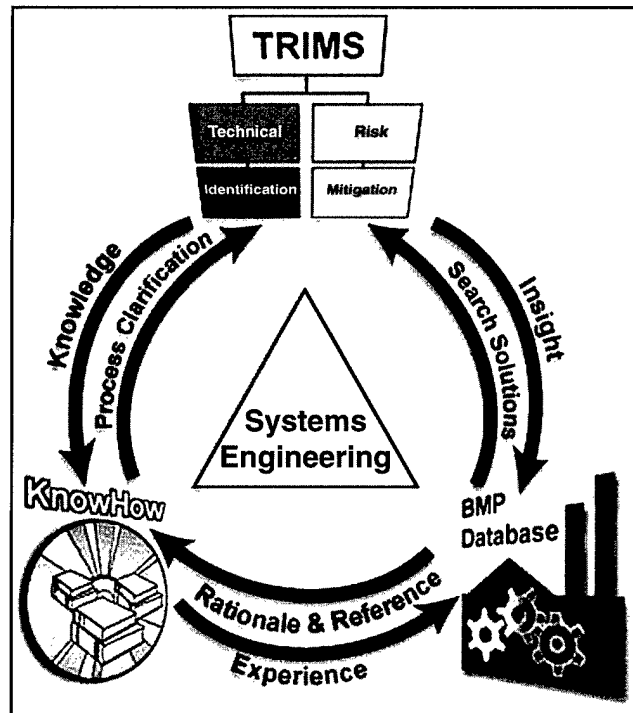 TRIMS
Technical
Risk
Identification
Mitigation
Knowledge
Process Clarification
Insight
Search Solutions
Systems
Engineering
KnowHow
BMP
Database
Rationale & Reference
Experience